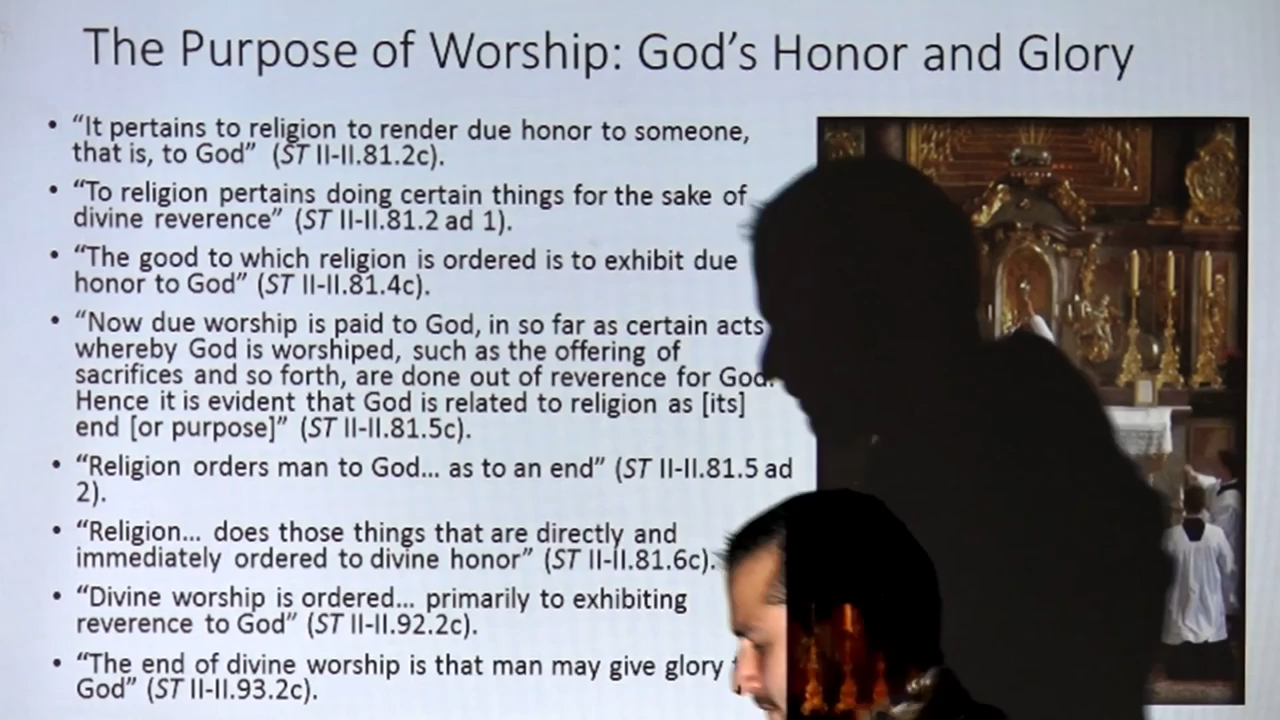 The Purpose of Worship: God's Honor and Glory
• “It pertains to religion to render due honor to someone,
that is, to God” (ST II-II.81.2c).
• “To religion pertains doing certain things for the sake of
divine reverence” (ST II-II.81.2 ad 1).
• “The good to which religion is ordered is to exhibit due
honor to God” (ST II-II.81.4c).
• “Now due worship is paid to God, in so far as certain acts
whereby God is worshiped, such as the offering of
sacrifices and so forth, are done out of reverence for God.
Hence it is evident that God is related to religion as [its]
end [or purpose]” (ST II-II.81.5c).
• “Religion orders man to God... as to an end” (ST II-II.81.5 ad
2).
• “Religion... does those things that are directly and
immediately ordered to divine honor” (ST II-II.81.6c).
• “Divine worship is ordered... primarily to exhibiting
reverence to God” (ST II-II.92.2c).
• “The end of divine worship is that man may give glory
God” (ST II-II.93.2c).